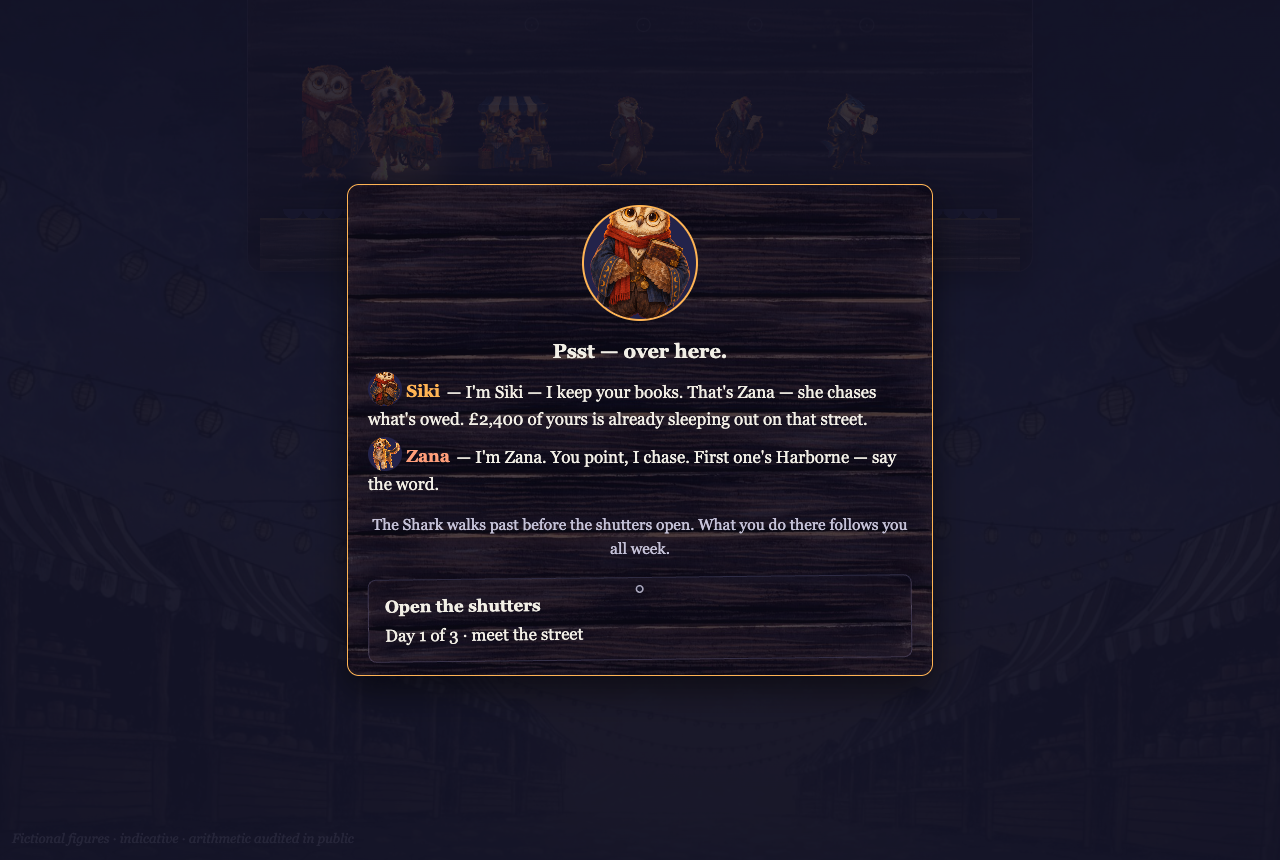 Psst — over here.
Siki — I'm Siki — I keep your books. That's Zana — she chases
what's owed. £2,400 of yours is already sleeping out on that street.
Zana — I'm Zana. You point, I chase. First one's Harborne — say
the word.
The Shark walks past before the shutters open. What you do there follows you
all week.
Open the shutters
Day 1 of 3 · meet the street
Fictional figures · indicative · arithmetic audited in public